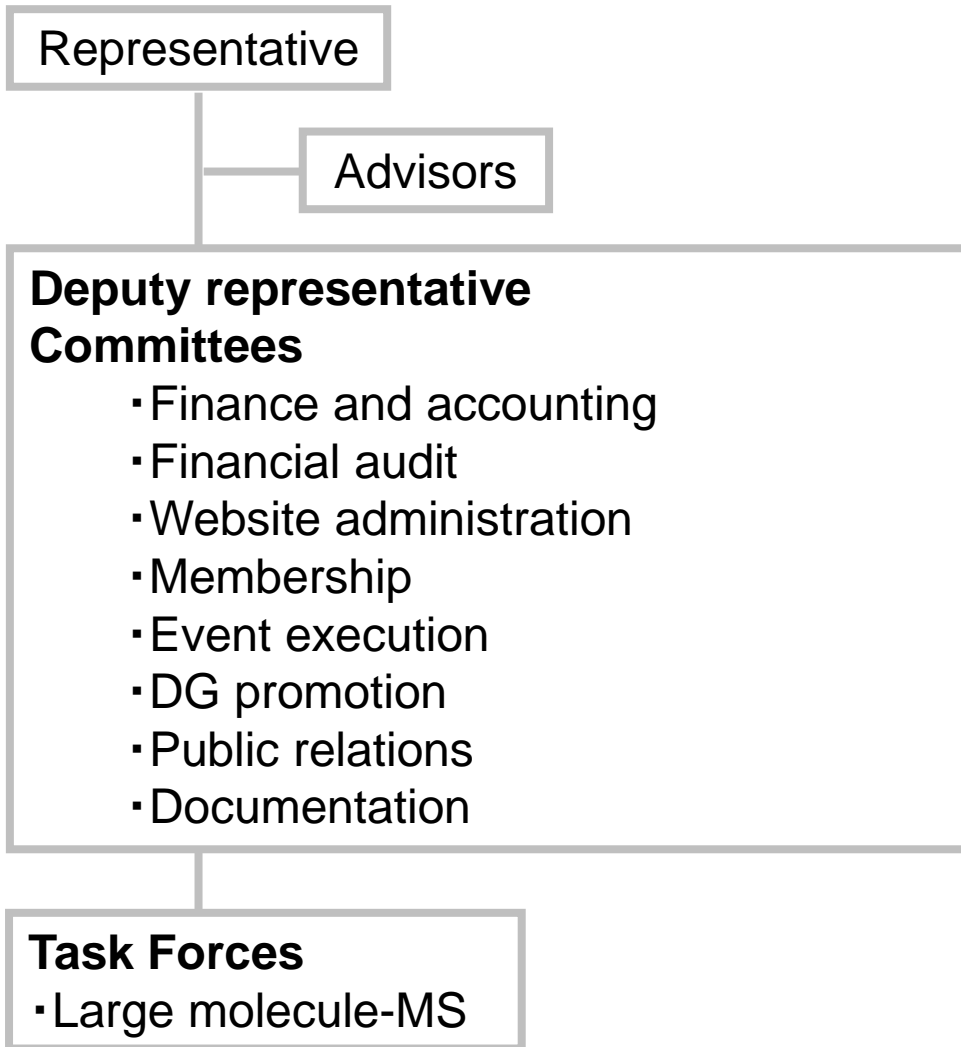 Representative
Advisors
Deputy representative
Committees
・Finance and accounting
・Financial audit
・Website administration
・Membership
・Event execution
・DG promotion
・Public relations
・Documentation
Task Forces
・Large molecule-MS